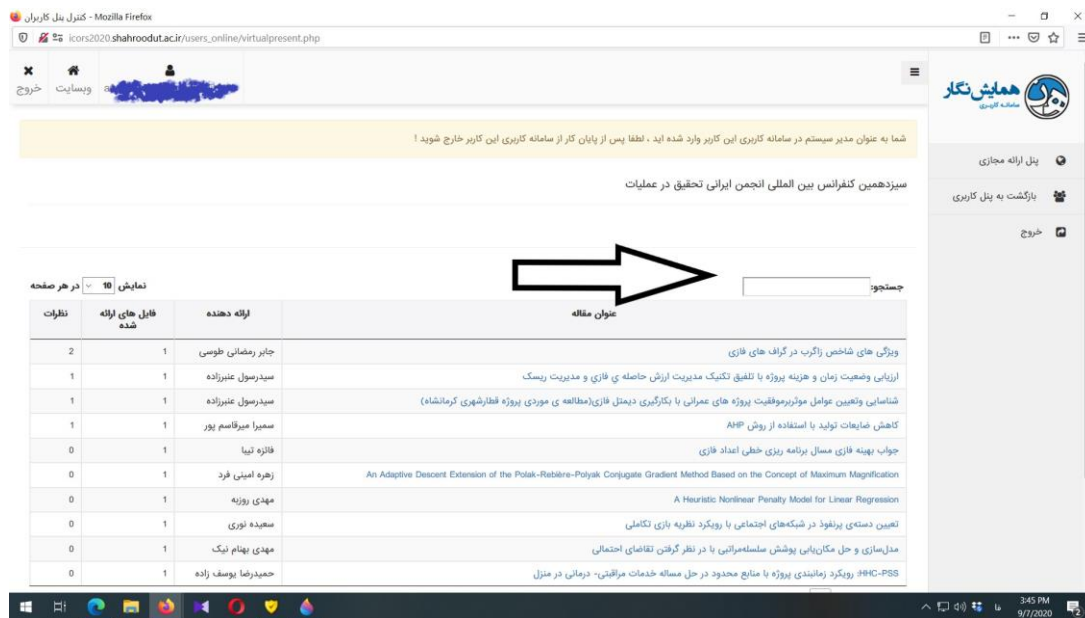 کنترل پنل کاربران - Mozilla Firefox
icors2020.shahroodut.ac.ir/users_online/virtualpresent.php
خروج
وبسایت
همایش نگار
سامانه کاربری
پنل ارائه مجازی
بازگشت به پنل کاربری
خروج
شما به عنوان مدیر سیستم در سامانه کاربری این کاربر وارد شده اید ، لطفا پس از پایان کار از سامانه کاربری این کاربر خارج شوید !
سیزدهمین کنفرانس بین المللی انجمن ایرانی تحقیق در عملیات
جستجو:
نمایش 10 در هر صفحه
عنوان مقاله ارائه دهنده فایل های ارائه شده نظرات
ویژگی های شاخص زاگرب در گراف های فازی جابر رمضانی طوسی 1 2
ارزیابی وضعیت زمان و هزینه پروژه با تلفیق تکنیک مدیریت ارزش حاصله ي فازي و مدیریت ریسک سیدرسول عنبرزاده 1 1
شناسایی وتعیین عوامل موثربرموفقیت پروژه های عمرانی با بکارگیری دیمتل فازی(مطالعه ی موردی پروژه قطارشهری کرمانشاه) سیدرسول عنبرزاده 1 1
کاهش ضایعات تولید با استفاده از روش AHP سمیرا میرقاسم پور 1 1
جواب بهینه فازی مسال برنامه ریزی خطی اعداد فازی فائزه تیبا 1 0
An Adaptive Descent Extension of the Polak-Rebière-Polyak Conjugate Gradient Method Based on the Concept of Maximum Magnification زهره امینی فرد 1 0
A Heuristic Nonlinear Penalty Model for Linear Regression مهدی روزبه 1 0
تعیین دسته‌ی پرنفوذ در شبکه‌های اجتماعی با رویکرد نظریه بازی تکاملی سعیده نوری 1 0
مدل‌سازی و حل مکان‌یابی پوشش سلسله‌مراتبی با در نظر گرفتن تقاضای احتمالی مهدی بهنام نیک 1 0
HHC-PSS: رویکرد زمانبندی پروژه با منابع محدود در حل مساله خدمات مراقبتی- درمانی در منزل حمیدرضا یوسف زاده 1 0
فا
3:45 PM
9/7/2020